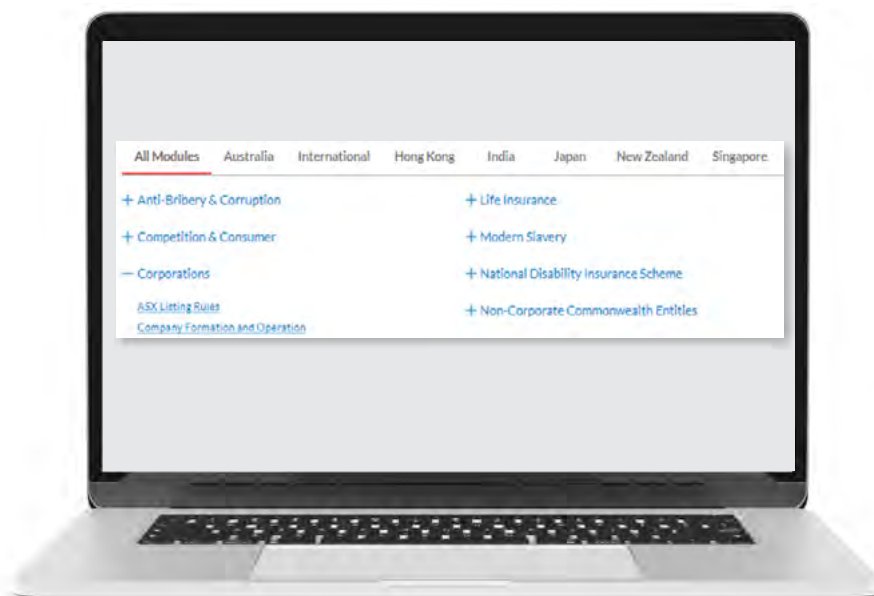 All Modules Australia International Hong Kong India Japan New Zealand Singapore
+ Anti-Bribery & Corruption
+ Competition & Consumer
− Corporations
ASX Listing Rules
Company Formation and Operation
+ Life Insurance
+ Modern Slavery
+ National Disability Insurance Scheme
+ Non-Corporate Commonwealth Entities